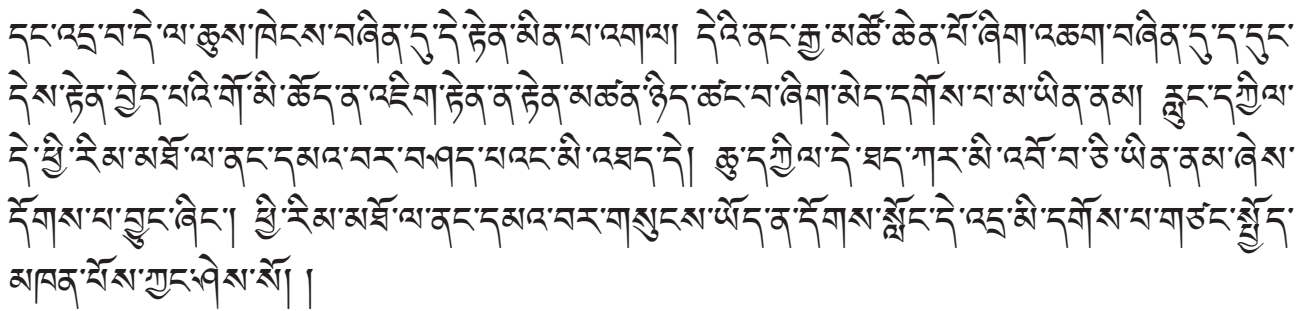 དང་འདྲ་བ་དེ་ལ་ཆུས་ཁེངས་བཞིན་དུ་དེ་རྟེན་མིན་པ་འགལ། དེའི་ནང་རྒྱ་མཚོ་ཆེན་པོ་ཞིག་འཆག་བཞིན་དུ་ད་དུང་
དེས་རྟེན་བྱེད་པའི་གོ་མི་ཆོད་ན་འཇིག་རྟེན་ན་རྟེན་མཚན་ཉིད་ཚང་བ་ཞིག་མེད་དགོས་པ་མ་ཡིན་ནམ། རླུང་དཀྱིལ་
དེ་ཕྱི་རིམ་མཐོ་ལ་ནང་དམའ་བར་བཤད་པའང་མི་འཐད་དེ། ཆུ་དཀྱིལ་དེ་ཐད་ཀར་མི་འབོ་བ་ཅི་ཡིན་ནམ་ཞེས་
དོགས་པ་བྱུང་ཞིང་། ཕྱི་རིམ་མཐོ་ལ་ནང་དམའ་བར་གསུངས་ཡོད་ན་དོགས་སློང་དེ་འདྲ་མི་དགོས་པ་གཙང་སྤྱོད་
མཁན་པོས་ཀྱང་ཤེས་སོ། །